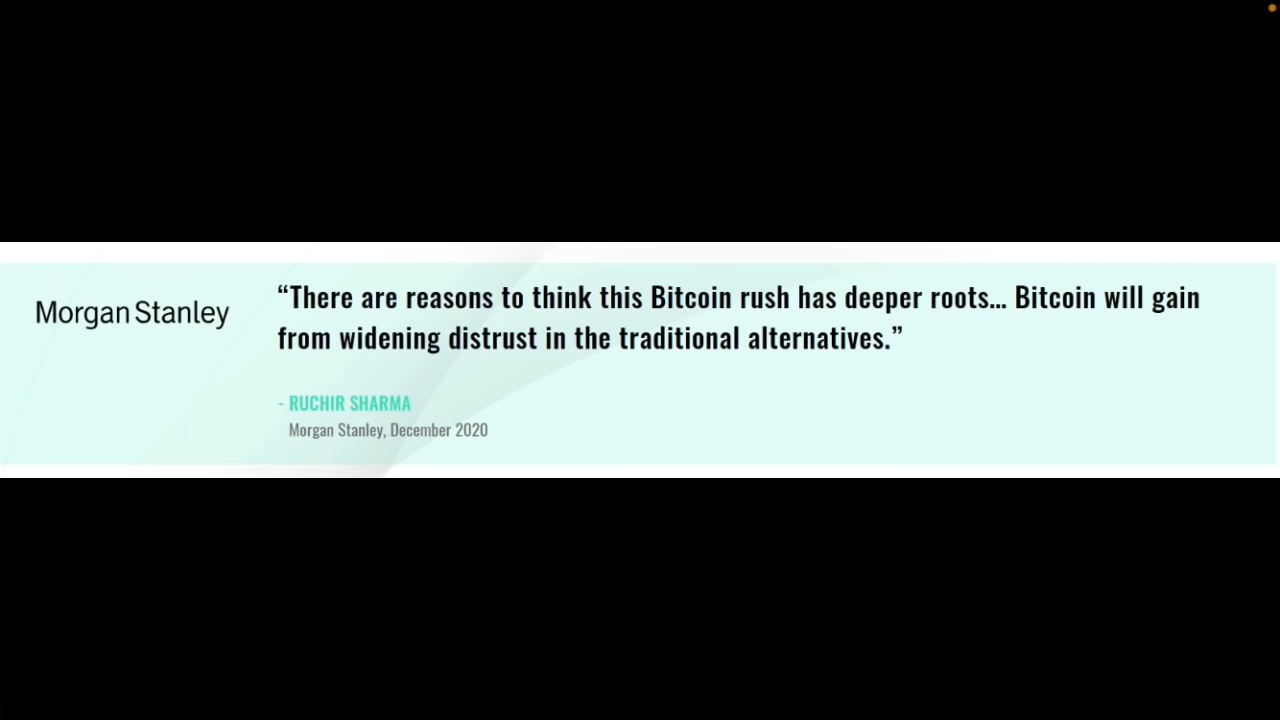 Morgan Stanley
“There are reasons to think this Bitcoin rush has deeper roots... Bitcoin will gain
from widening distrust in the traditional alternatives.”
- RUCHIR SHARMA
Morgan Stanley, December 2020